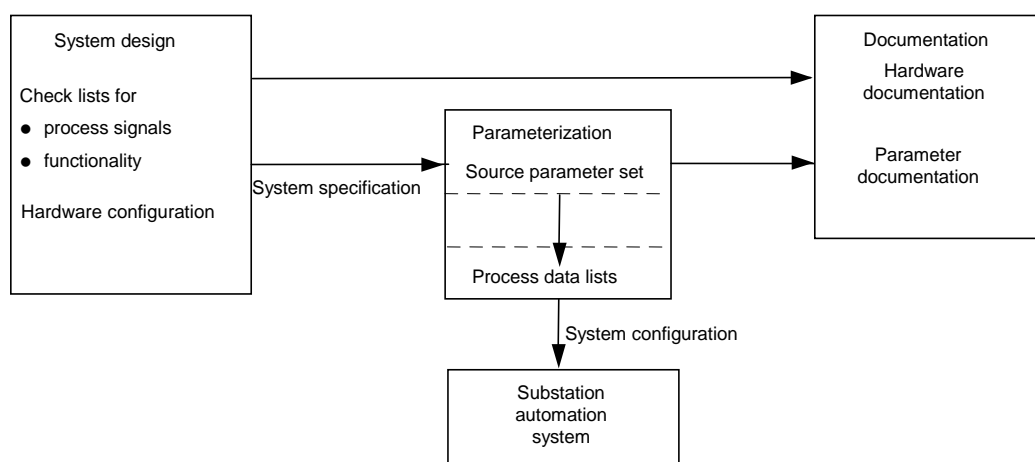 System design
Check lists for
● process signals
● functionality
Hardware configuration
System specification
Parameterization
Source parameter set
Process data lists
System configuration
Substation
automation
system
Documentation
Hardware
documentation
Parameter
documentation